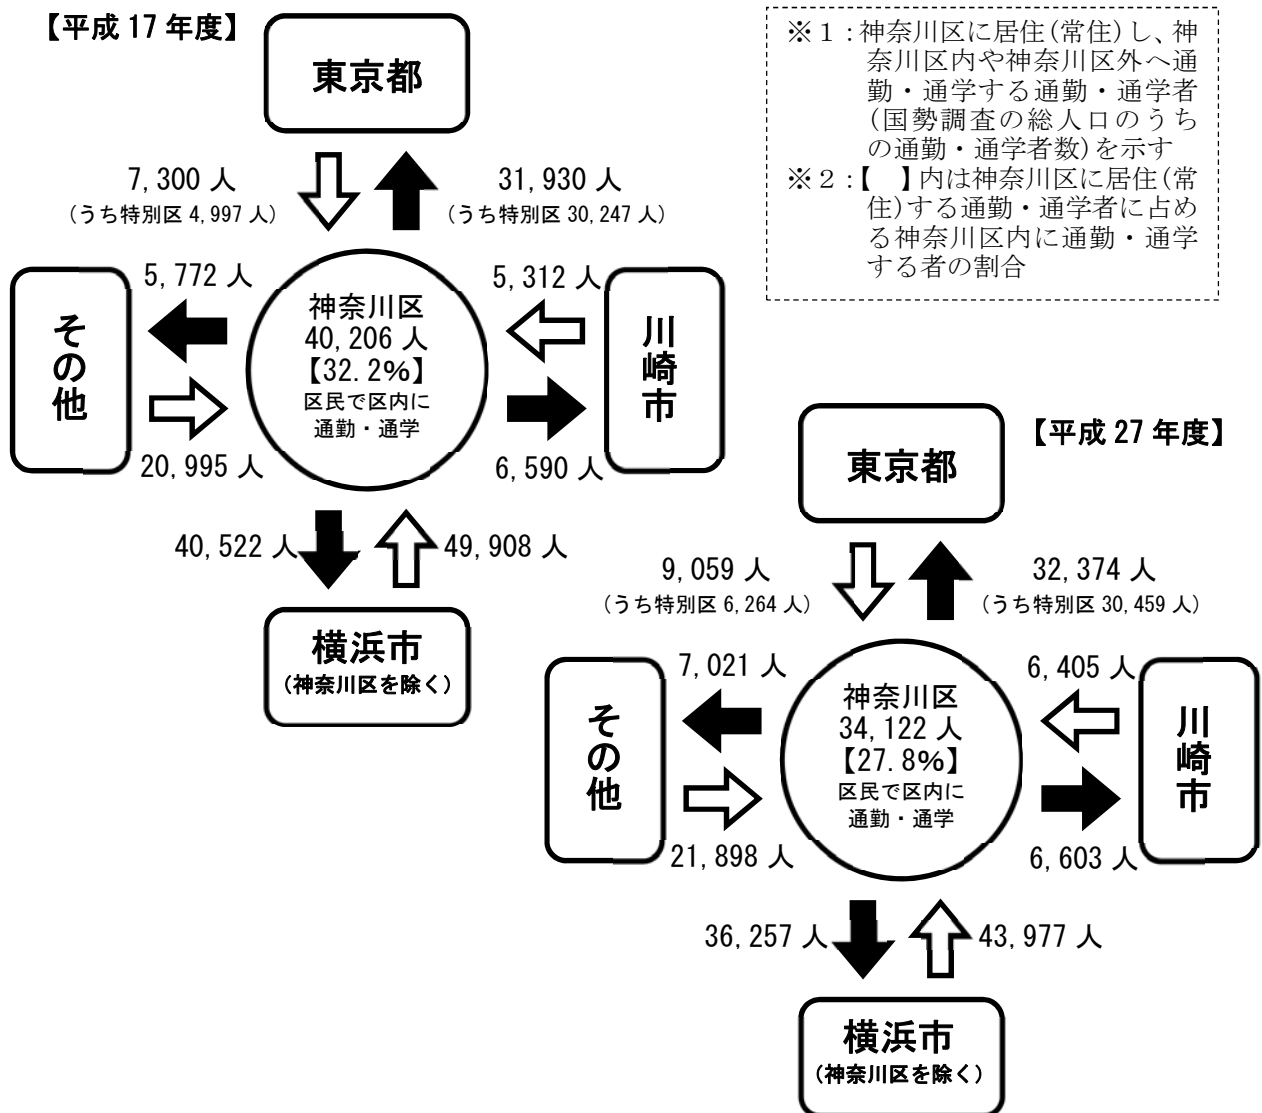 【平成 17 年度】
東京都
7,300 人
(うち特別区 4,997 人)
31,930 人
(うち特別区 30,247 人)
5,772 人
5,312 人
その他
神奈川区
40,206 人
【32.2%】
区民で区内に
通勤・通学
川崎市
20,995 人
6,590 人
40,522 人
49,908 人
横浜市
(神奈川区を除く)
※１:神奈川区に居住(常住)し、神
奈川区内や神奈川区外へ通
勤・通学する通勤・通学者
(国勢調査の総人口のうち
の通勤・通学者数)を示す
※２:【　】内は神奈川区に居住(常
住)する通勤・通学者に占め
る神奈川区内に通勤・通学
する者の割合
【平成 27 年度】
東京都
9,059 人
(うち特別区 6,264 人)
32,374 人
(うち特別区 30,459 人)
7,021 人
6,405 人
その他
神奈川区
34,122 人
【27.8%】
区民で区内に
通勤・通学
川崎市
21,898 人
6,603 人
36,257 人
43,977 人
横浜市
(神奈川区を除く)